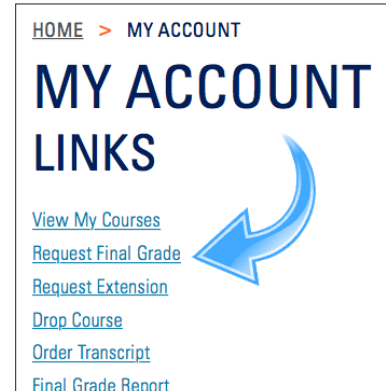 HOME > MY ACCOUNT
MY ACCOUNT
LINKS
View My Courses
Request Final Grade
Request Extension
Drop Course
Order Transcript
Final Grade Report